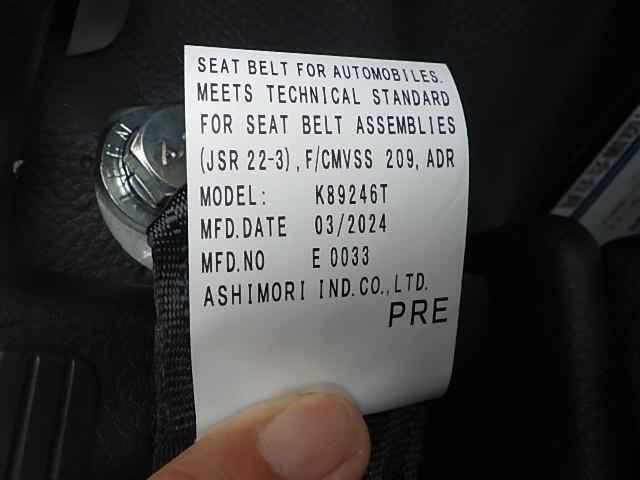 SEAT BELT FOR AUTOMOBILES.
MEETS TECHNICAL STANDARD
FOR SEAT BELT ASSEMBLIES
(JSR 22-3), F/CMVSS 209, ADR
MODEL: K89246T
MFD.DATE 03/2024
MFD.NO E 0033
ASHIMORI IND.CO.,LTD.
PRE